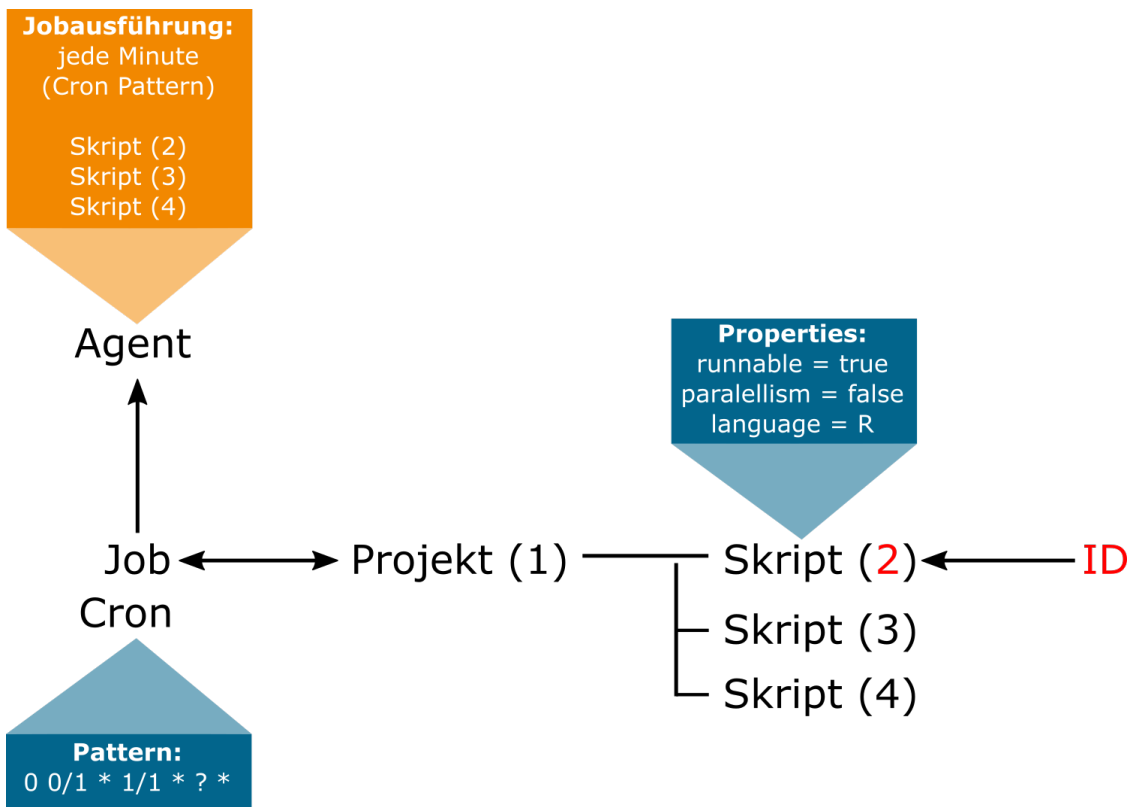 Jobausführung:
jede Minute
(Cron Pattern)
Skript (2)
Skript (3)
Skript (4)
Agent
Properties:
runnable = true
paralellism = false
language = R
Job
Projekt (1)
Skript (2)
ID
Cron
Skript (3)
Skript (4)
Pattern:
0 0/1 * 1/1 * ? *